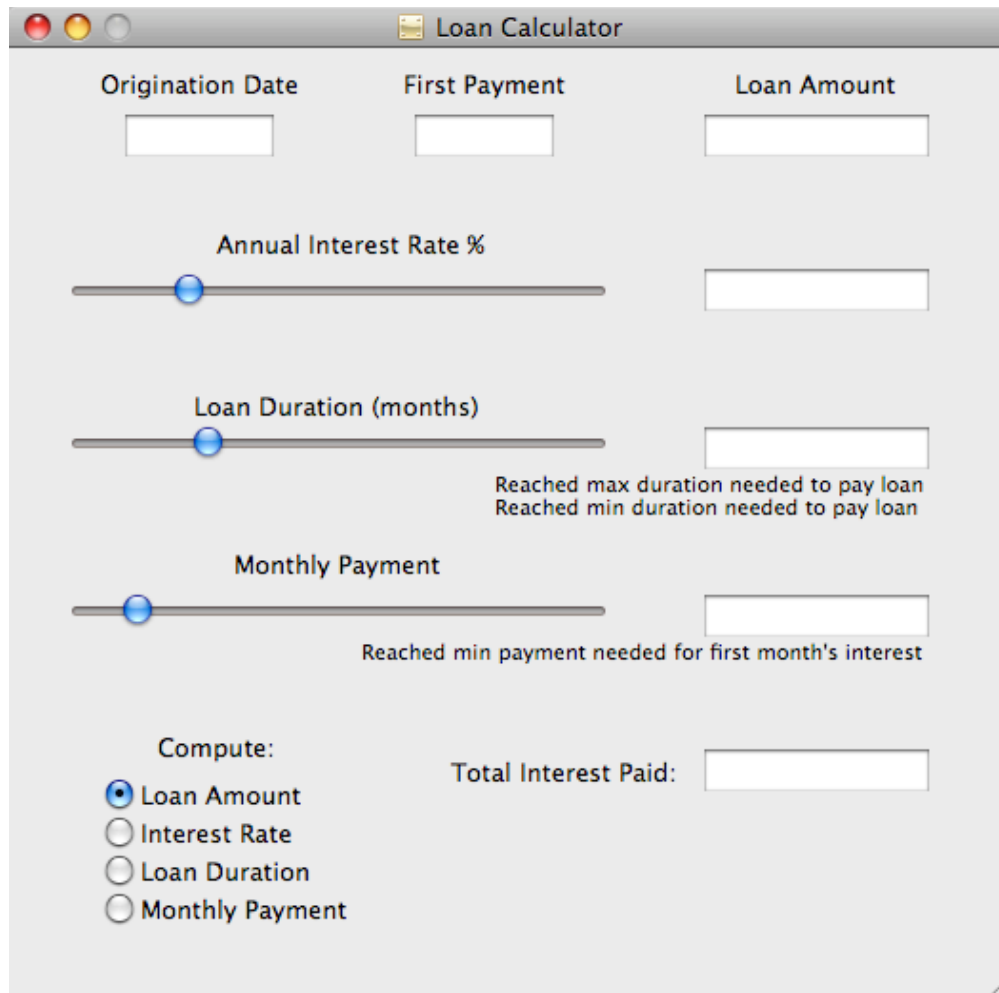 Loan Calculator
Origination Date
First Payment
Loan Amount
Annual Interest Rate %
Loan Duration (months)
Reached max duration needed to pay loan
Reached min duration needed to pay loan
Monthly Payment
Reached min payment needed for first month's interest
Compute:
Total Interest Paid:
Loan Amount
Interest Rate
Loan Duration
Monthly Payment